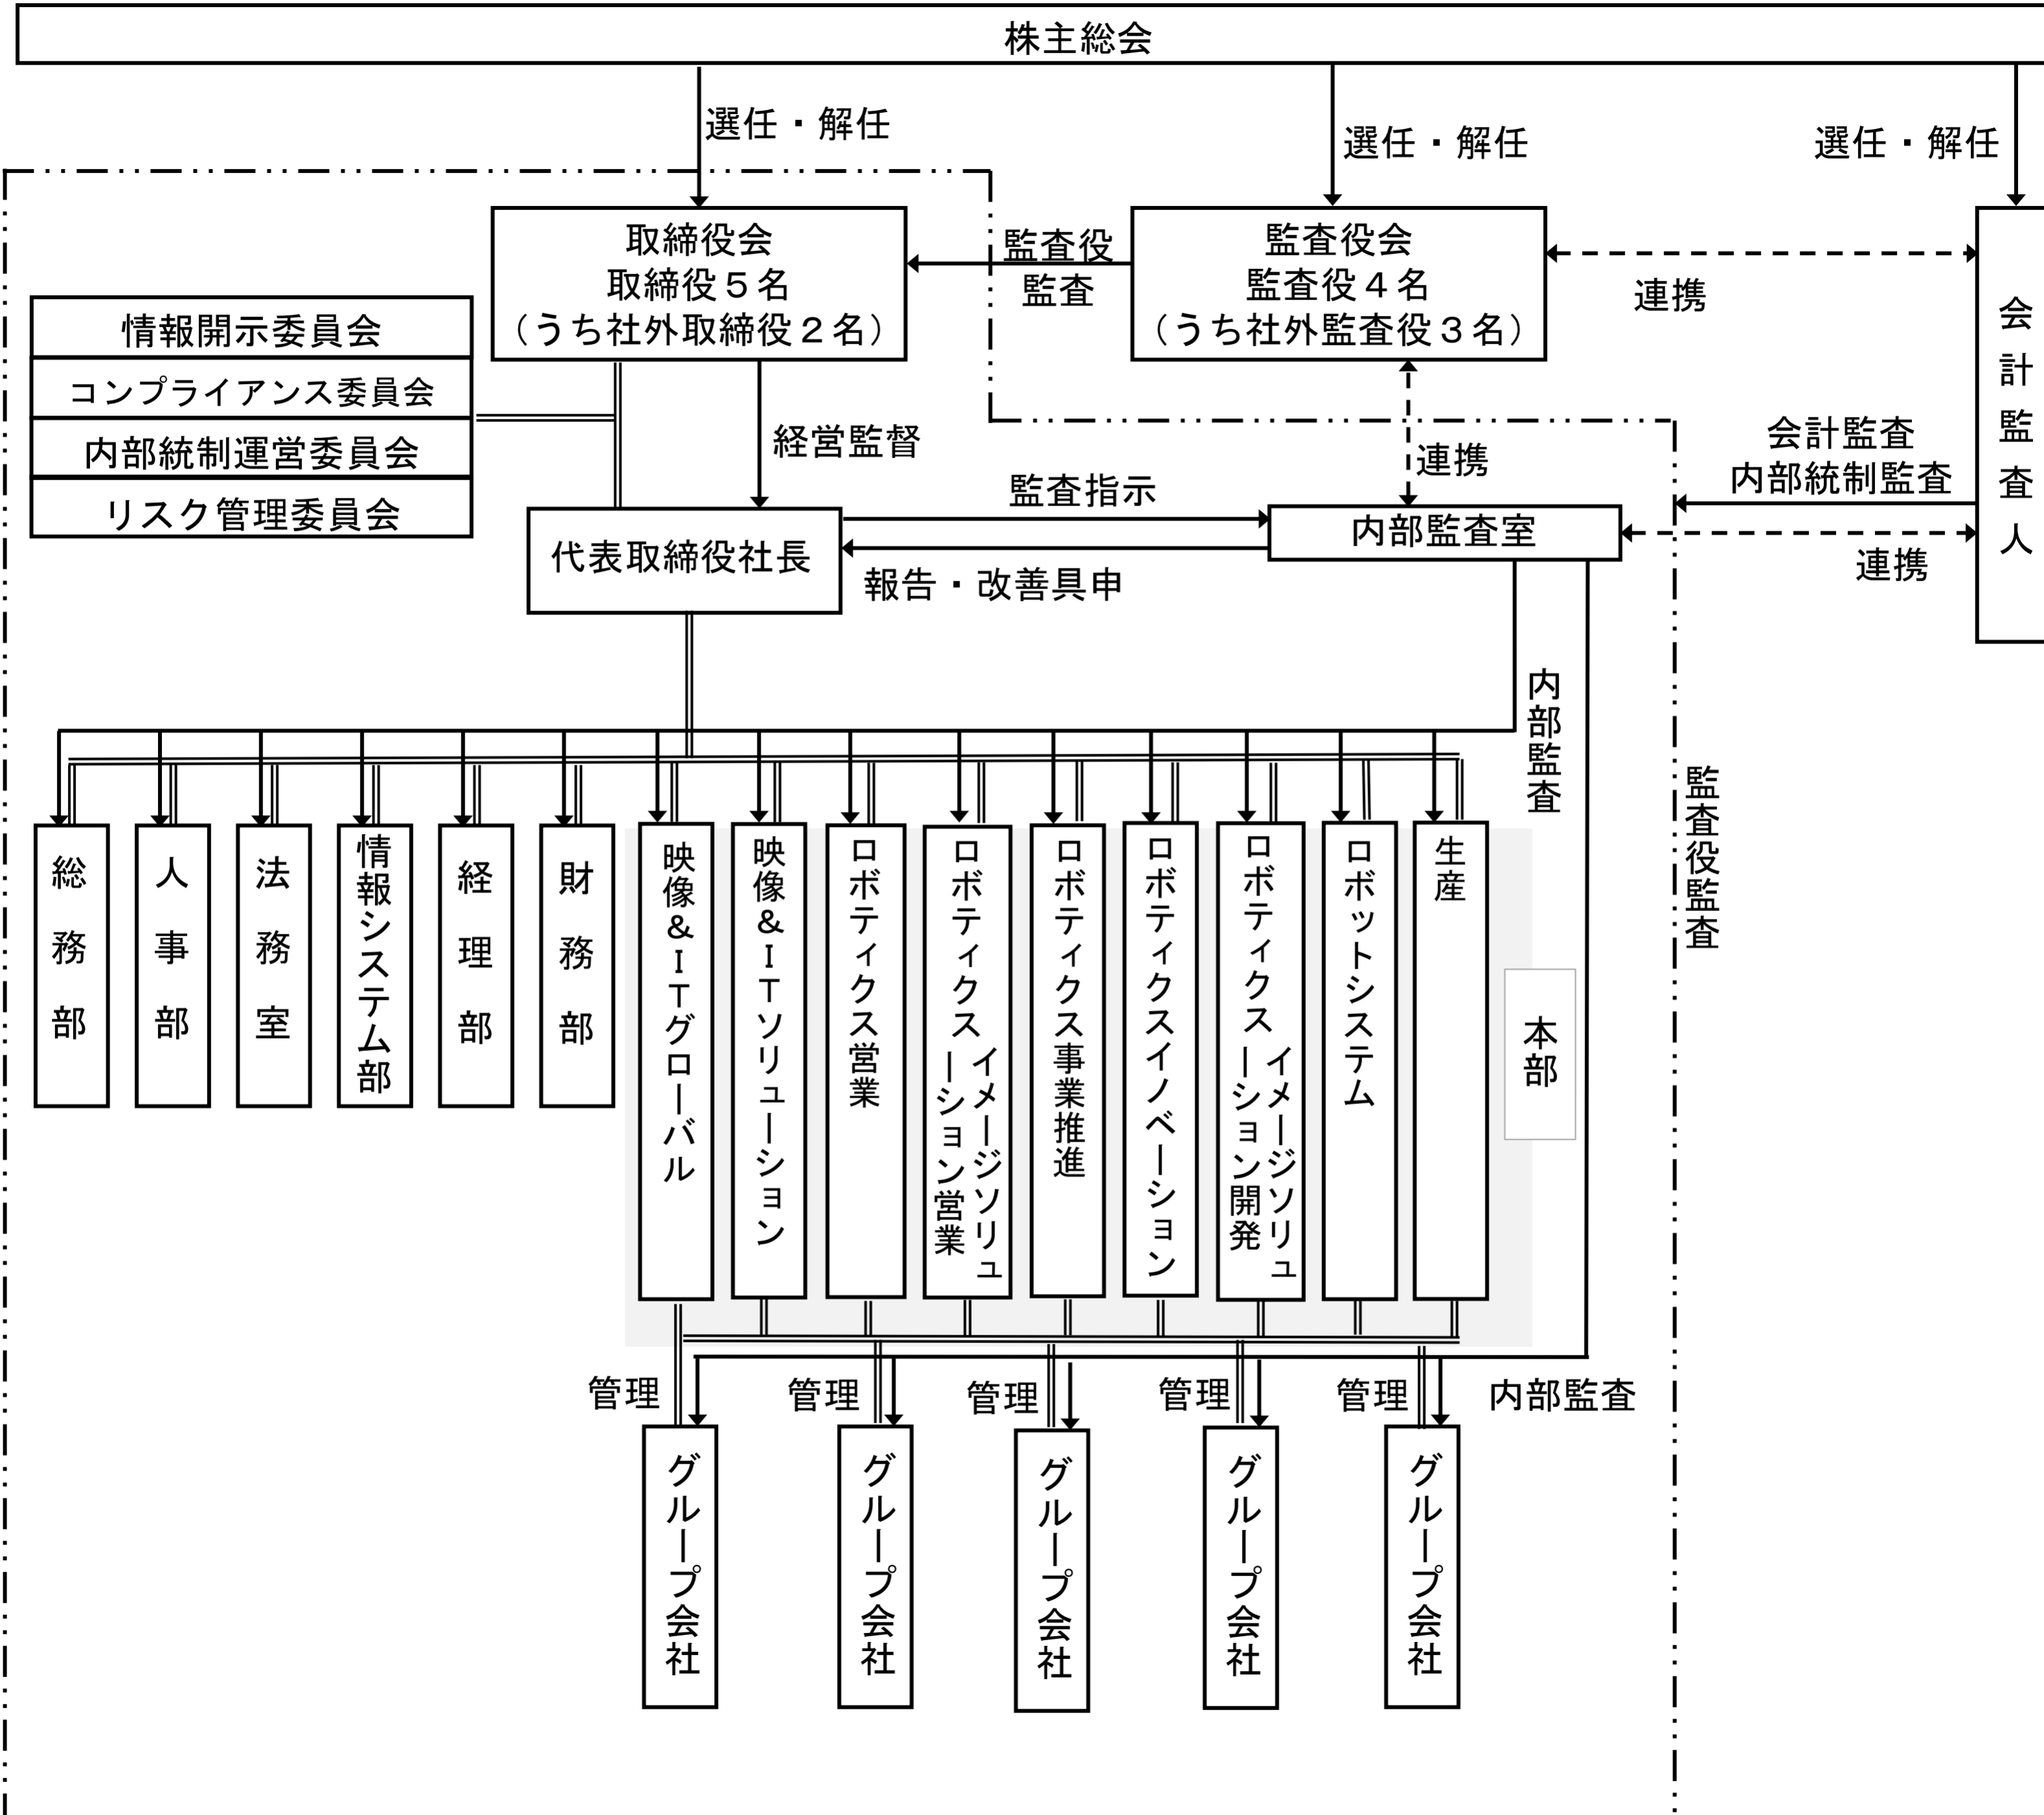 株主総会
選任・解任
選任・解任
選任・解任
取締役会
取締役５名
（うち社外取締役２名）
監査役
監査
監査役会
監査役４名
（うち社外監査役３名）
連携
会計監査人
情報開示委員会
コンプライアンス委員会
内部統制運営委員会
リスク管理委員会
経営監督
連携
会計監査
内部統制監査
監査指示
代表取締役社長
内部監査室
報告・改善具申
連携
内部監査
監査役監査
総務部
人事部
法務室
情報システム部
経理部
財務部
映像＆ＩＴグローバル
映像＆ＩＴソリューション
ロボティクス営業
ロボティクス
イメージソリュ
ーション営業
ロボティクス事業推進
ロボティクスイノベーション
ロボティクス
イメージソリュ
ーション開発
ロボットシステム
生産
本部
管理
管理
管理
管理
管理
内部監査
グループ会社
グループ会社
グループ会社
グループ会社
グループ会社